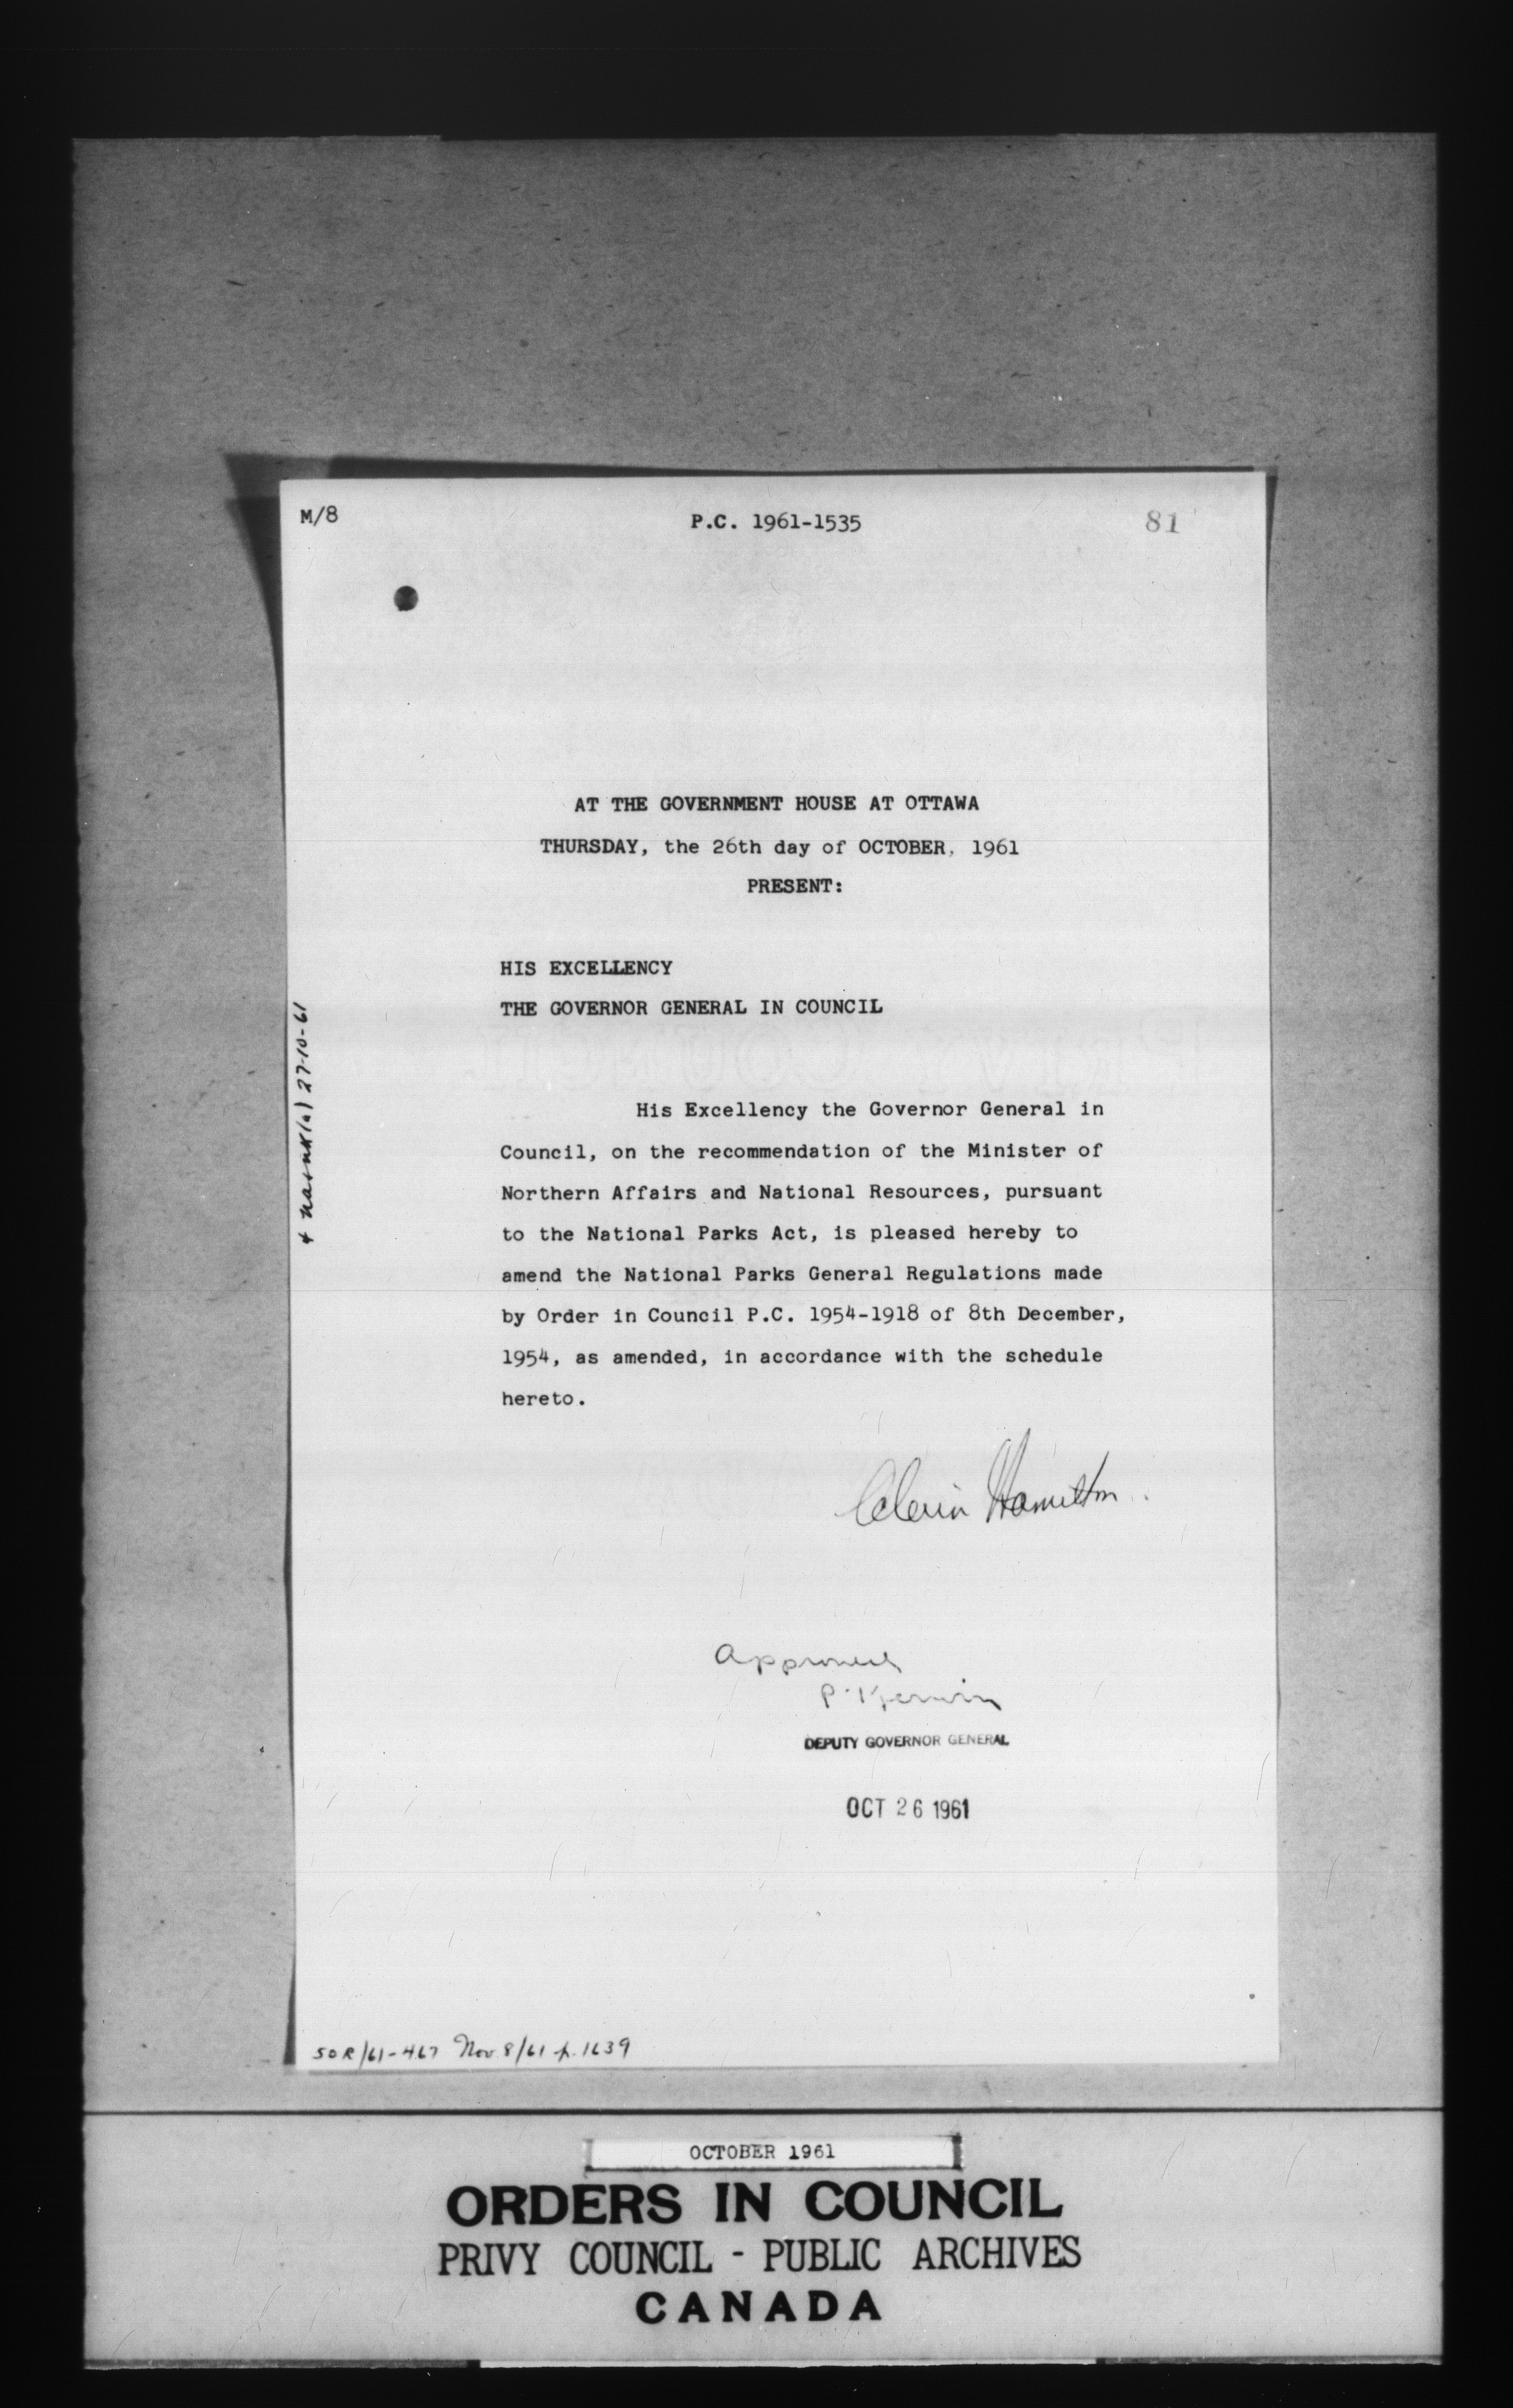 M/8
P.C. 1961-1535
81
AT THE GOVERNMENT HOUSE AT OTTAWA
THURSDAY, the 26th day of OCTOBER, 1961
PRESENT:
HIS EXCELLENCY
THE GOVERNOR GENERAL IN COUNCIL
27-10-61
His Excellency the Governor General in
Council, on the recommendation of the Minister of
Northern Affairs and National Resources, pursuant
to the National Parks Act, is pleased hereby to
amend the National Parks General Regulations made
by Order in Council P.C. 1954-1918 of 8th December,
1954, as amended, in accordance with the schedule
hereto.
Alvin Hamilton
Approved
P. Kerwin
DEPUTY GOVERNOR GENERAL
OCT 26 1961
SOR/61-467 Nov. 8/61 p. 1639
OCTOBER 1961
ORDERS IN COUNCIL
PRIVY COUNCIL - PUBLIC ARCHIVES
CANADA